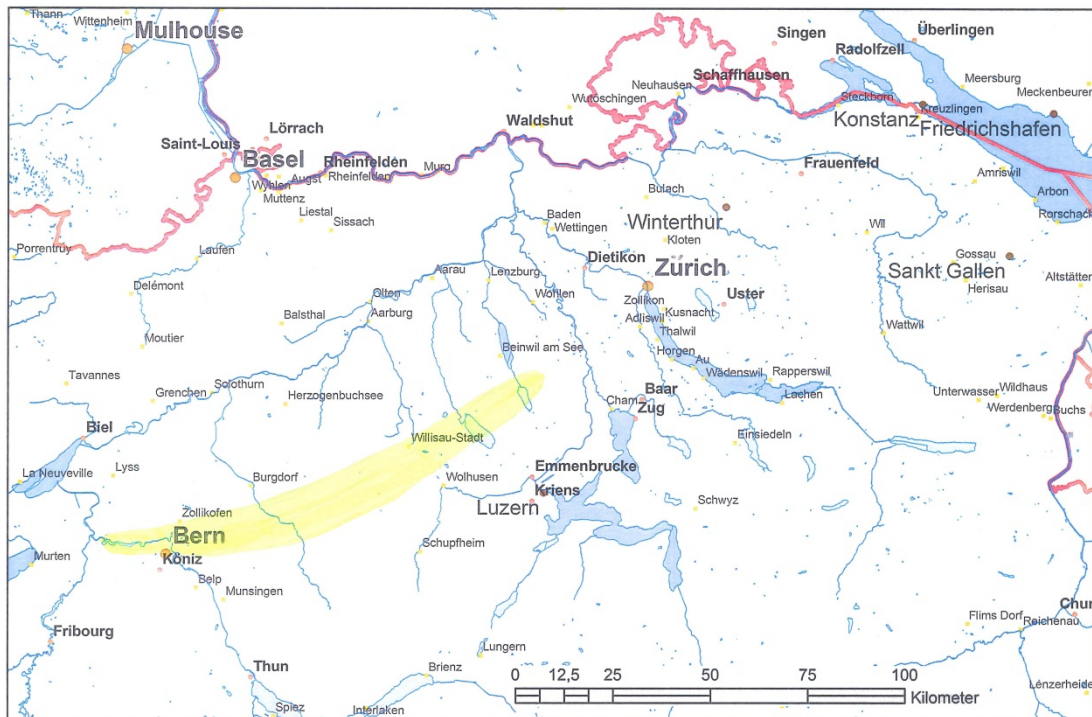 Thann
Wittenheim
Mulhouse
Singen
Überlingen
Radolfzell
Meersburg
Meckenbeuren
Neuhausen
Schaffhausen
Steckborn
Kreuzlingen
Wutöschingen
Konstanz
Friedrichshafen
Waldshut
Lörrach
Saint-Louis
Basel
Rheinfelden
Rheinfelden
Murg
Frauenfeld
Wyhlen
Augst
Muttenz
Amriswil
Arbon
Bulach
Liestal
Sissach
Baden
Wettingen
Winterthur
Kloten
Wil
Rorschach
Porrentruy
Laufen
Dietikon
Zürich
Gossau
Sankt Gallen
Herisau
Altstätten
Aarau
Lenzburg
Wohlen
Delémont
Olten
Aarburg
Zollikon
Kusnacht
Uster
Adliswil
Thalwil
Balsthal
Wattwil
Moutier
Beinwil am See
Horgen
Au
Wädenswil
Rapperswil
Tavannes
Grenchen
Solothurn
Herzogenbuchsee
Baar
Cham
Zug
Lachen
Unterwasser
Wildhaus
Werdenberg
Buchs
Biel
Willisau-Stadt
Einsiedeln
La Neuveville
Lyss
Burgdorf
Wolhusen
Emmenbrucke
Kriens
Luzern
Schwyz
Zollikofen
Bern
Köniz
Murten
Schupfheim
Belp
Munsingen
Fribourg
Flims Dorf
Reichenau
Chur
Thun
Lungern
Brienz
Spiez
Interlaken
Lenzerheide
0 12,5 25 50 75 100
Kilometer